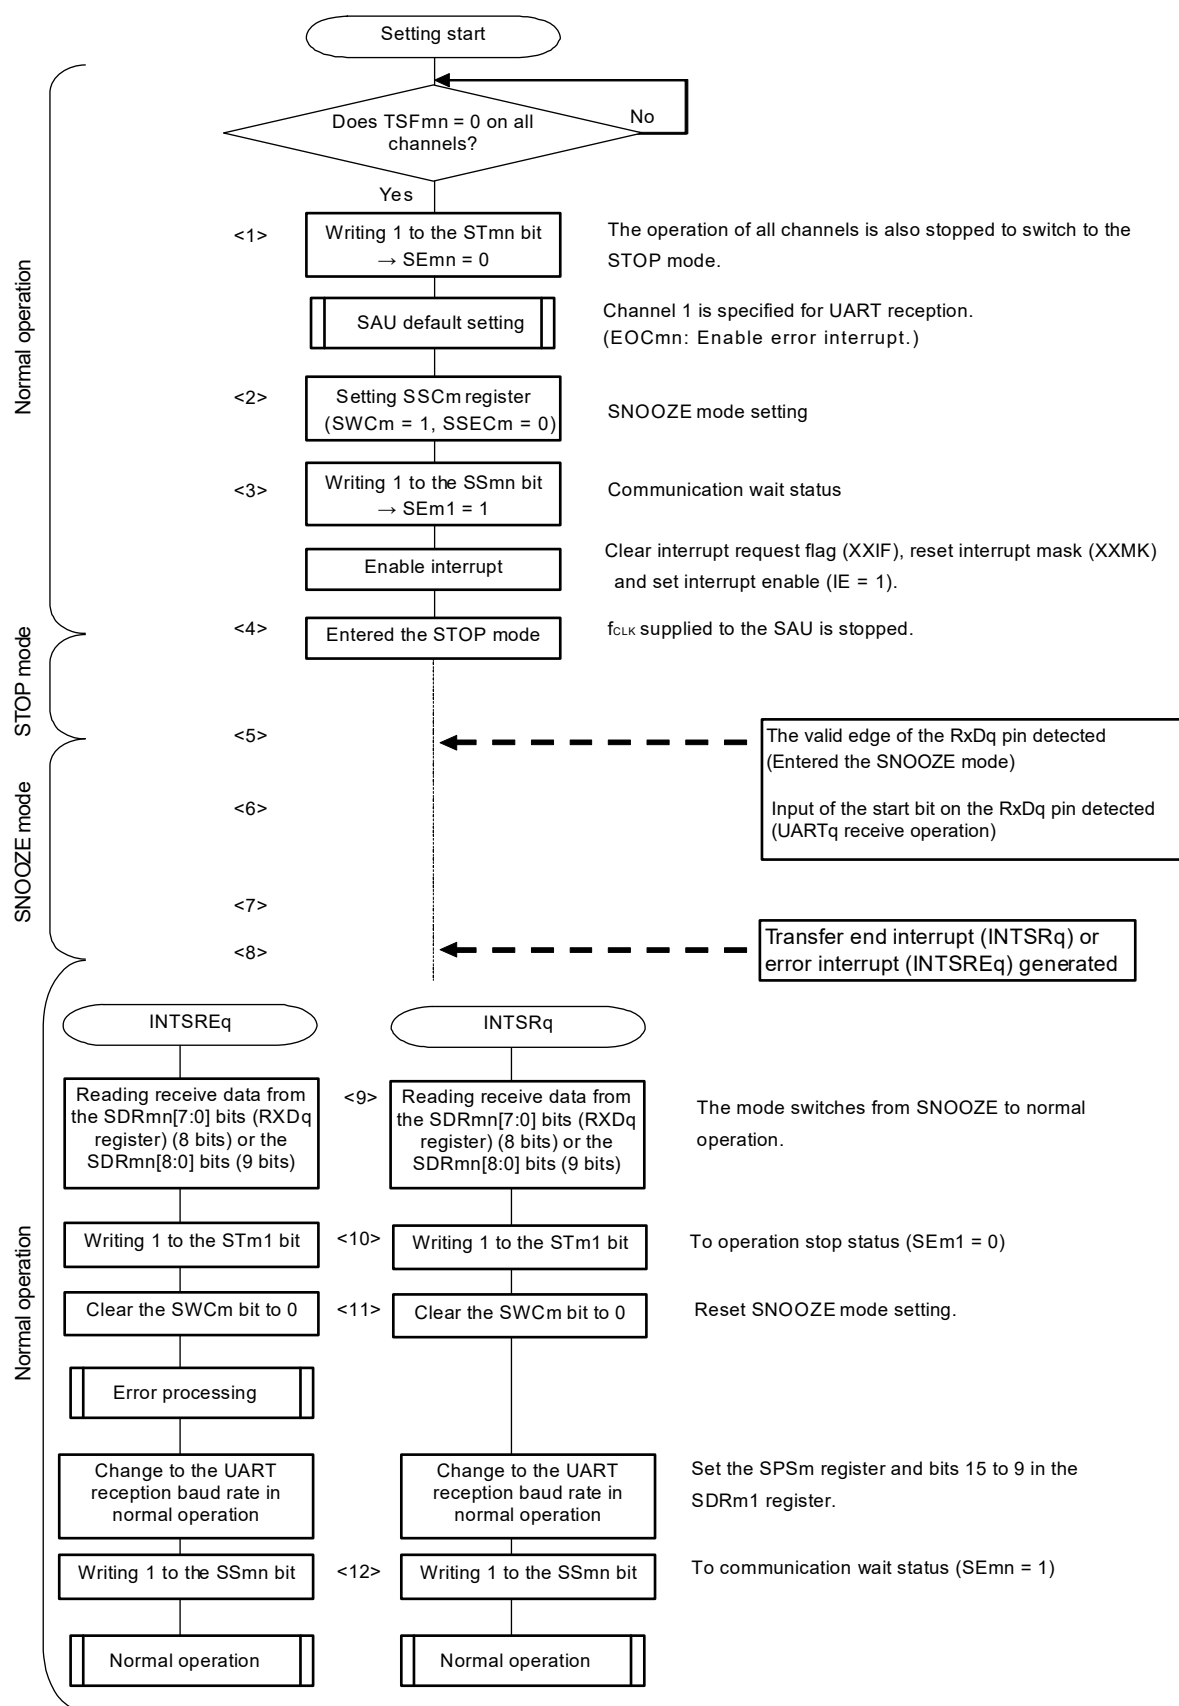 Setting start
No
Does TSFmn = 0 on all
channels?
Yes
<1>
Writing 1 to the STmn bit
→ SEmn = 0
The operation of all channels is also stopped to switch to the
STOP mode.
SAU default setting
Channel 1 is specified for UART reception.
(EOCmn: Enable error interrupt.)
Normal operation
<2>
Setting SSCm register
(SWCm = 1, SSECm = 0)
SNOOZE mode setting
<3>
Writing 1 to the SSmn bit
→ SEm1 = 1
Communication wait status
Enable interrupt
Clear interrupt request flag (XXIF), reset interrupt mask (XXMK)
and set interrupt enable (IE = 1).
<4>
Entered the STOP mode
fCLK supplied to the SAU is stopped.
STOP mode
<5>
The valid edge of the RxDq pin detected
(Entered the SNOOZE mode)
<6>
Input of the start bit on the RxDq pin detected
(UARTq receive operation)
SNOOZE mode
<7>
<8>
Transfer end interrupt (INTSRq) or
error interrupt (INTSREq) generated
INTSREq
INTSRq
Reading receive data from
the SDRmn[7:0] bits (RXDq
register) (8 bits) or the
SDRmn[8:0] bits (9 bits)
<9>
Reading receive data from
the SDRmn[7:0] bits (RXDq
register) (8 bits) or the
SDRmn[8:0] bits (9 bits)
The mode switches from SNOOZE to normal
operation.
Writing 1 to the STm1 bit
<10>
Writing 1 to the STm1 bit
To operation stop status (SEm1 = 0)
Clear the SWCm bit to 0
<11>
Clear the SWCm bit to 0
Reset SNOOZE mode setting.
Normal operation
Error processing
Change to the UART
reception baud rate in
normal operation
Change to the UART
reception baud rate in
normal operation
Set the SPSm register and bits 15 to 9 in the
SDRm1 register.
Writing 1 to the SSmn bit
<12>
Writing 1 to the SSmn bit
To communication wait status (SEmn = 1)
Normal operation
Normal operation